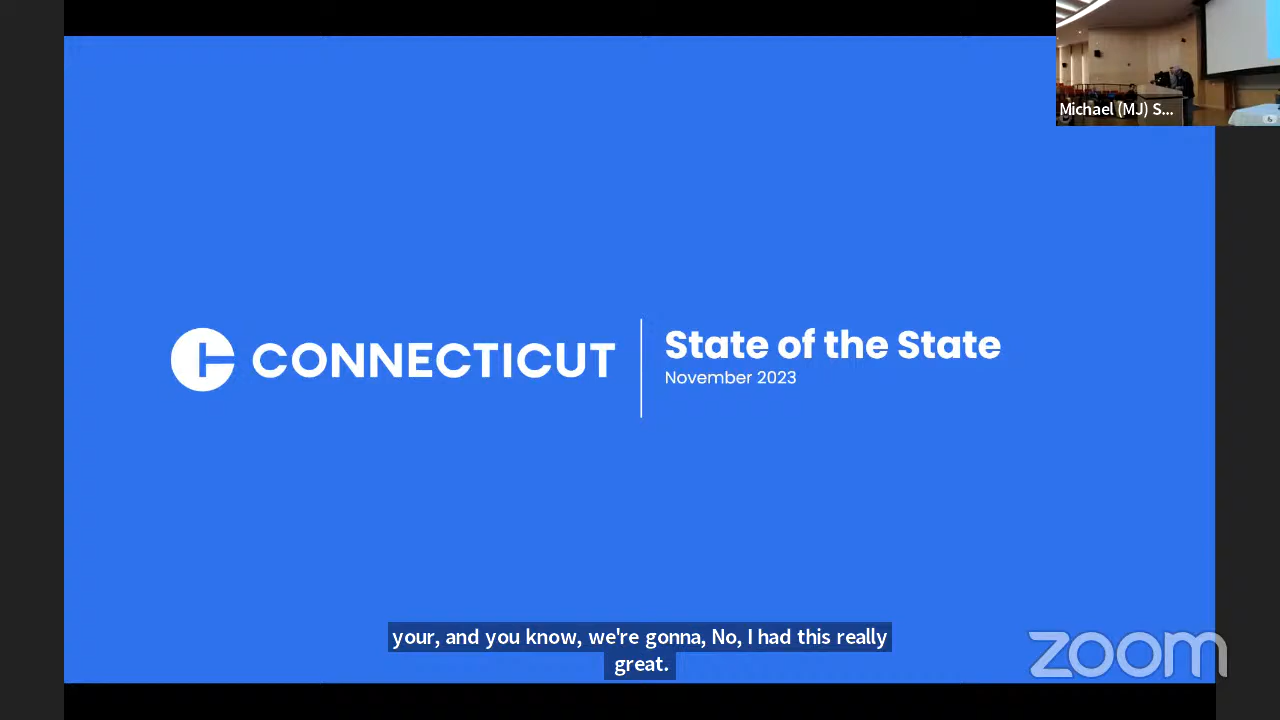 Michael (MJ) S...
CONNECTICUT
State of the State
November 2023
your, and you know, we're gonna, No, I had this really
great.
zoom